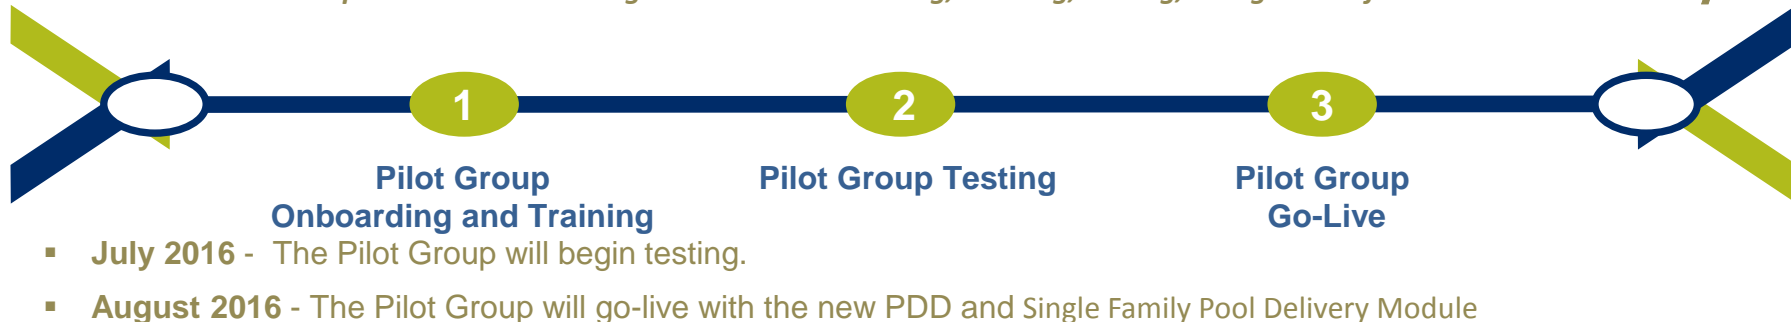 1
2
3
Pilot Group
Onboarding and Training
Pilot Group Testing
Pilot Group
Go-Live
▪ July 2016 - The Pilot Group will begin testing.
▪ August 2016 - The Pilot Group will go-live with the new PDD and Single Family Pool Delivery Module